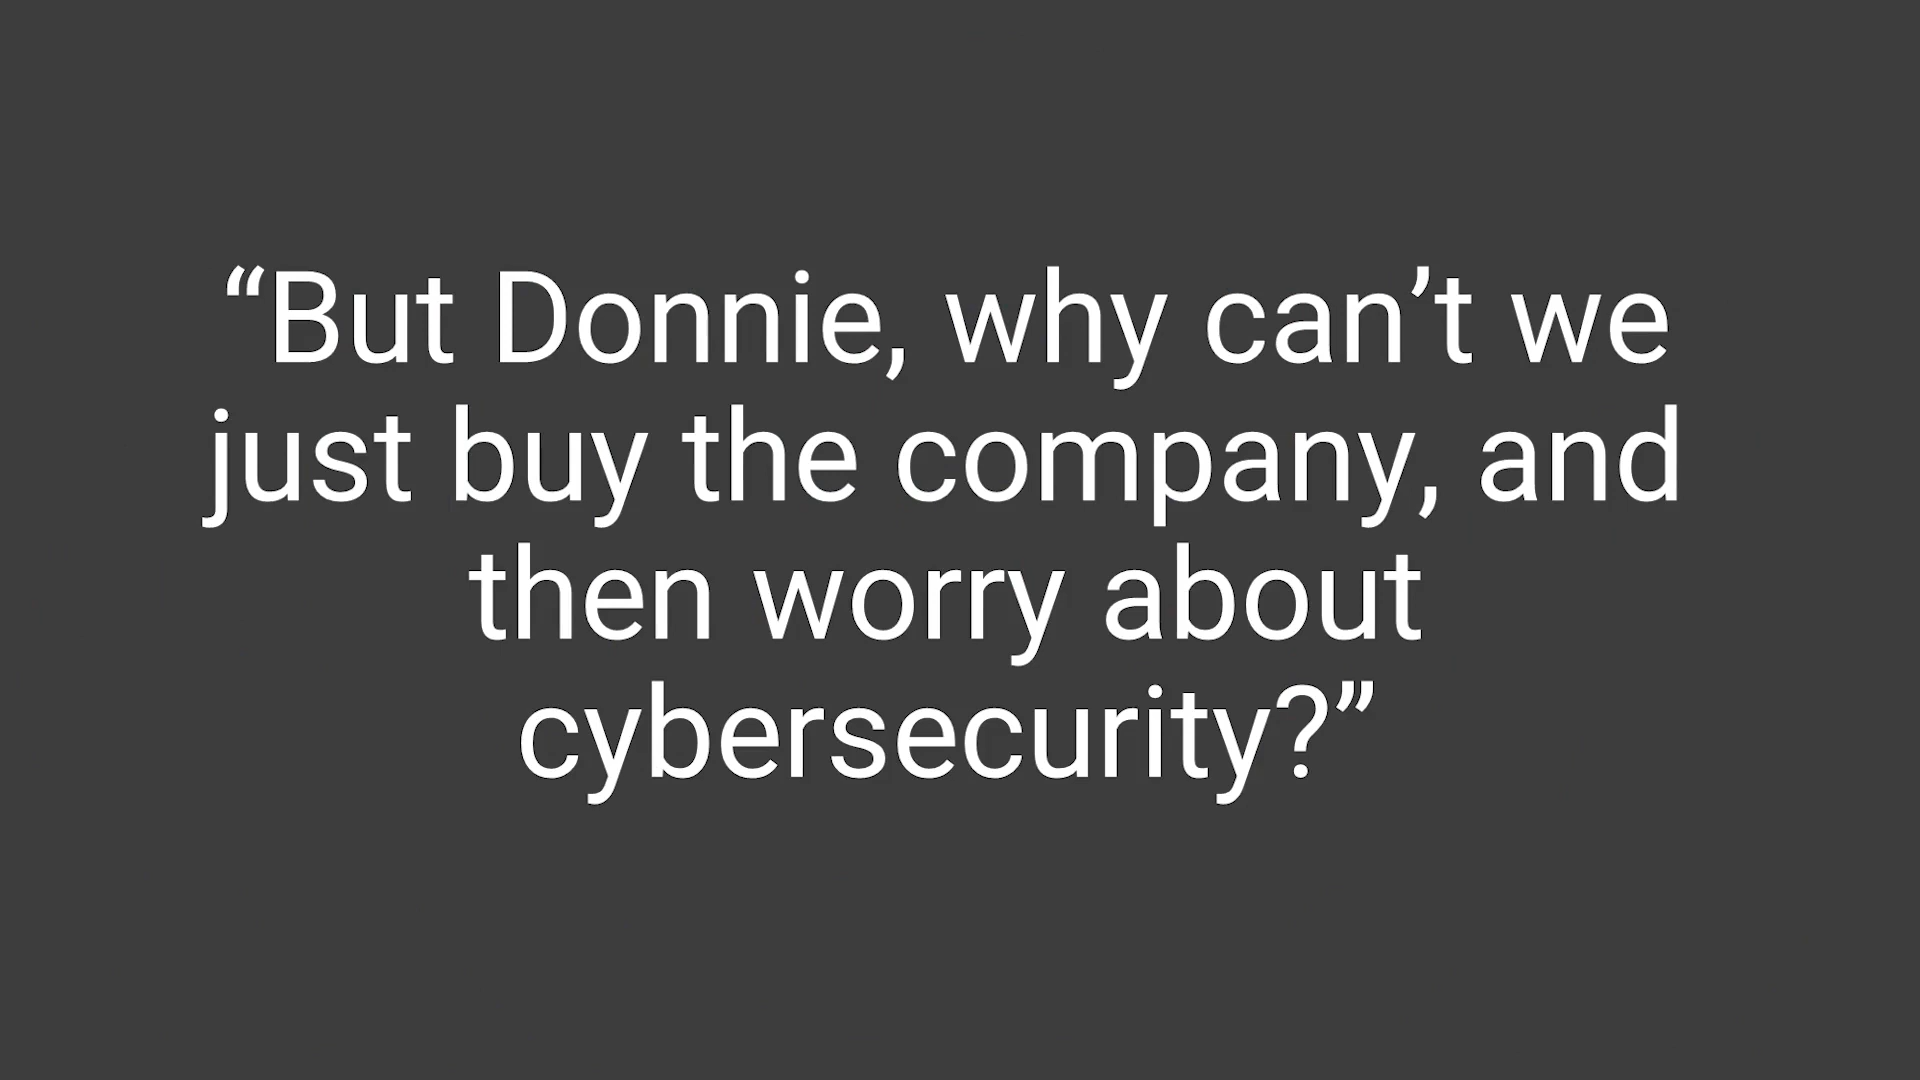 “But Donnie, why can’t we
just buy the company, and
then worry about
cybersecurity?”